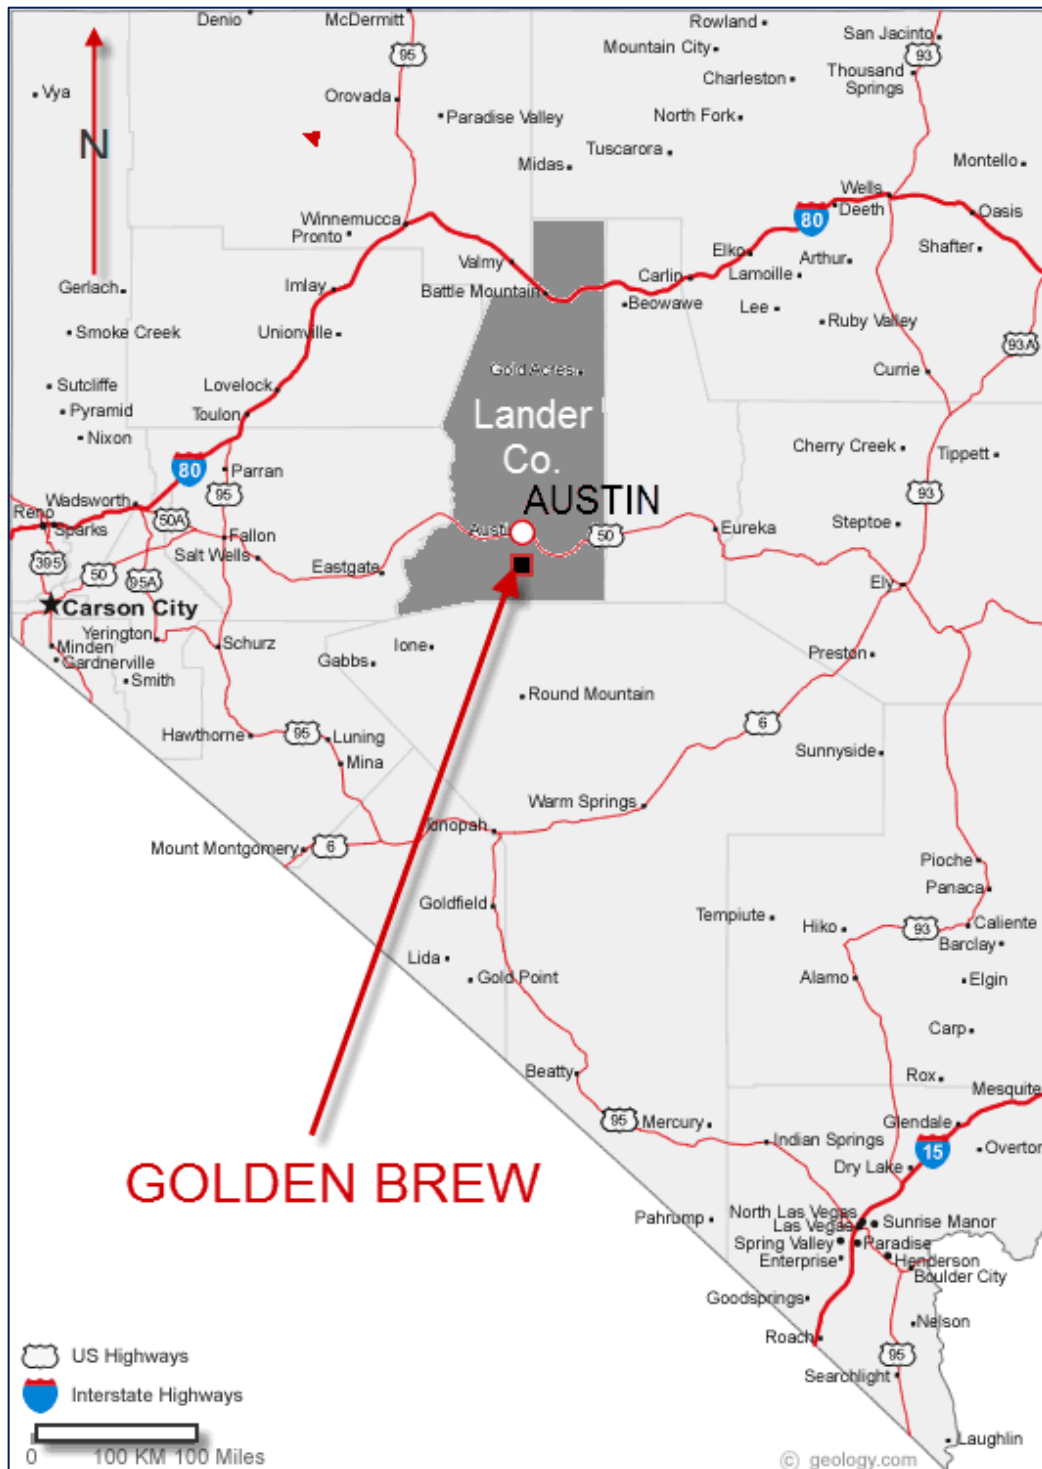 Denio
McDermitt
Rowland
San Jacinto
95
Mountain City
93
Charleston
Thousand
Springs
Vya
Orovada
Paradise Valley
North Fork
N
Tuscarora
Midas
Montello
Wells
Deeth
Oasis
80
Winnemucca
Pronto
Elko
Arthur
Shafter
Valmy
Carlin
Lamoille
Gerlach
Imlay
Battle Mountain
Beowawe
Lee
Ruby Valley
Smoke Creek
Unionville
93A
Gold Acres
Currie
Sutcliffe
Lovelock
Pyramid
Toulon
Lander
Nixon
Cherry Creek
Tippett
Co.
80
Parran
95
93
Wadsworth
AUSTIN
Reno
50A
Sparks
Austi
50
Eureka
Steptoe
Fallon
Salt Wells
395
50
95A
Eastgate
Ely
Carson City
Yerington
Minden
Schurz
Ione
Gardnerville
Gabbs
Preston
Smith
Round Mountain
6
Hawthorne
95
Luning
Sunnyside
Mina
Warm Springs
Tonopah
Mount Montgomery
6
Pioche
Panaca
Goldfield
Tempiute
Hiko
93
Caliente
Barclay
Lida
Gold Point
Alamo
Elgin
Carp
Beatty
Rox
Mesquite
95
Mercury
Glendale
Indian Springs
15
Overton
Dry Lake
GOLDEN BREW
North Las Vegas
Pahrump
Las Vegas
Sunrise Manor
Spring Valley
Paradise
Enterprise
Henderson
Boulder City
Goodsprings
Nelson
Roach
95
US Highways
Searchlight
Interstate Highways
Laughlin
0 100 KM 100 Miles
© geology.com